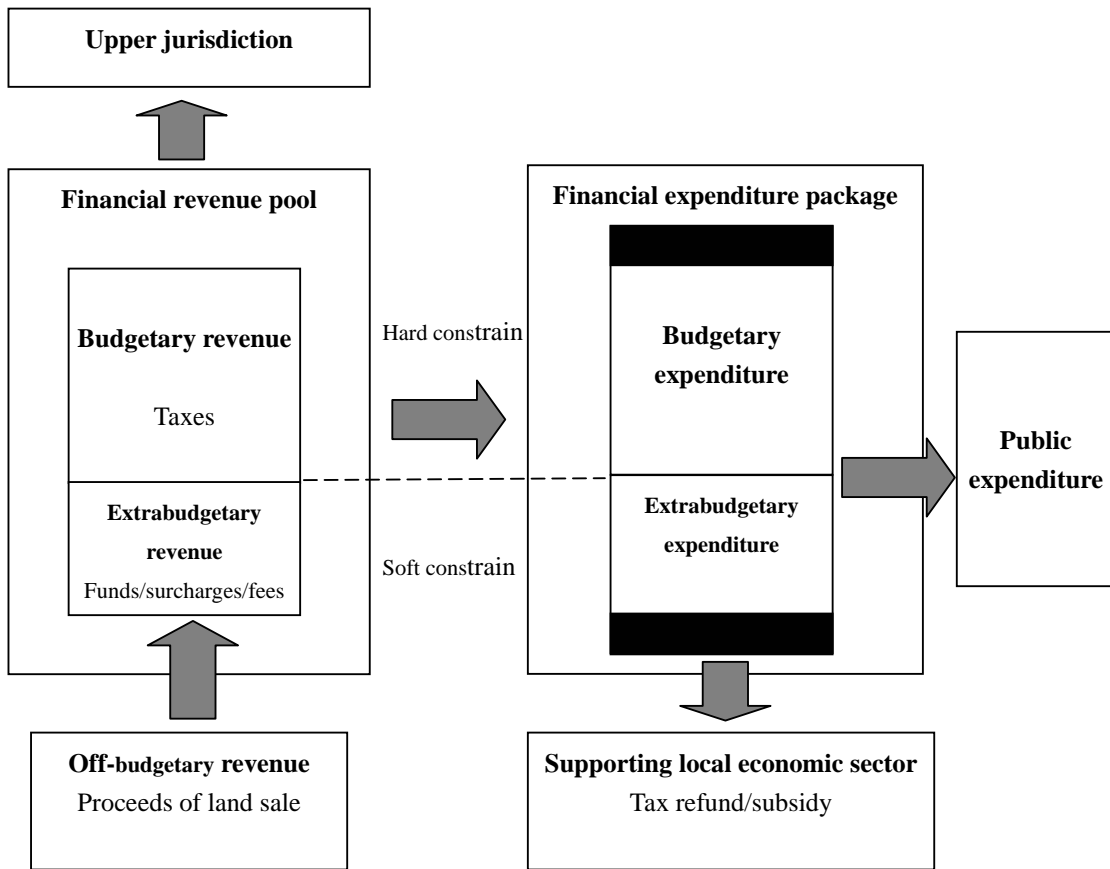 Upper jurisdiction
Financial revenue pool
Budgetary revenue
Taxes
Extrabudgetary
revenue
Funds/surcharges/fees
Off-budgetary revenue
Proceeds of land sale
Hard constrain
Soft constrain
Financial expenditure package
Budgetary
expenditure
Extrabudgetary
expenditure
Supporting local economic sector
Tax refund/subsidy
Public
expenditure